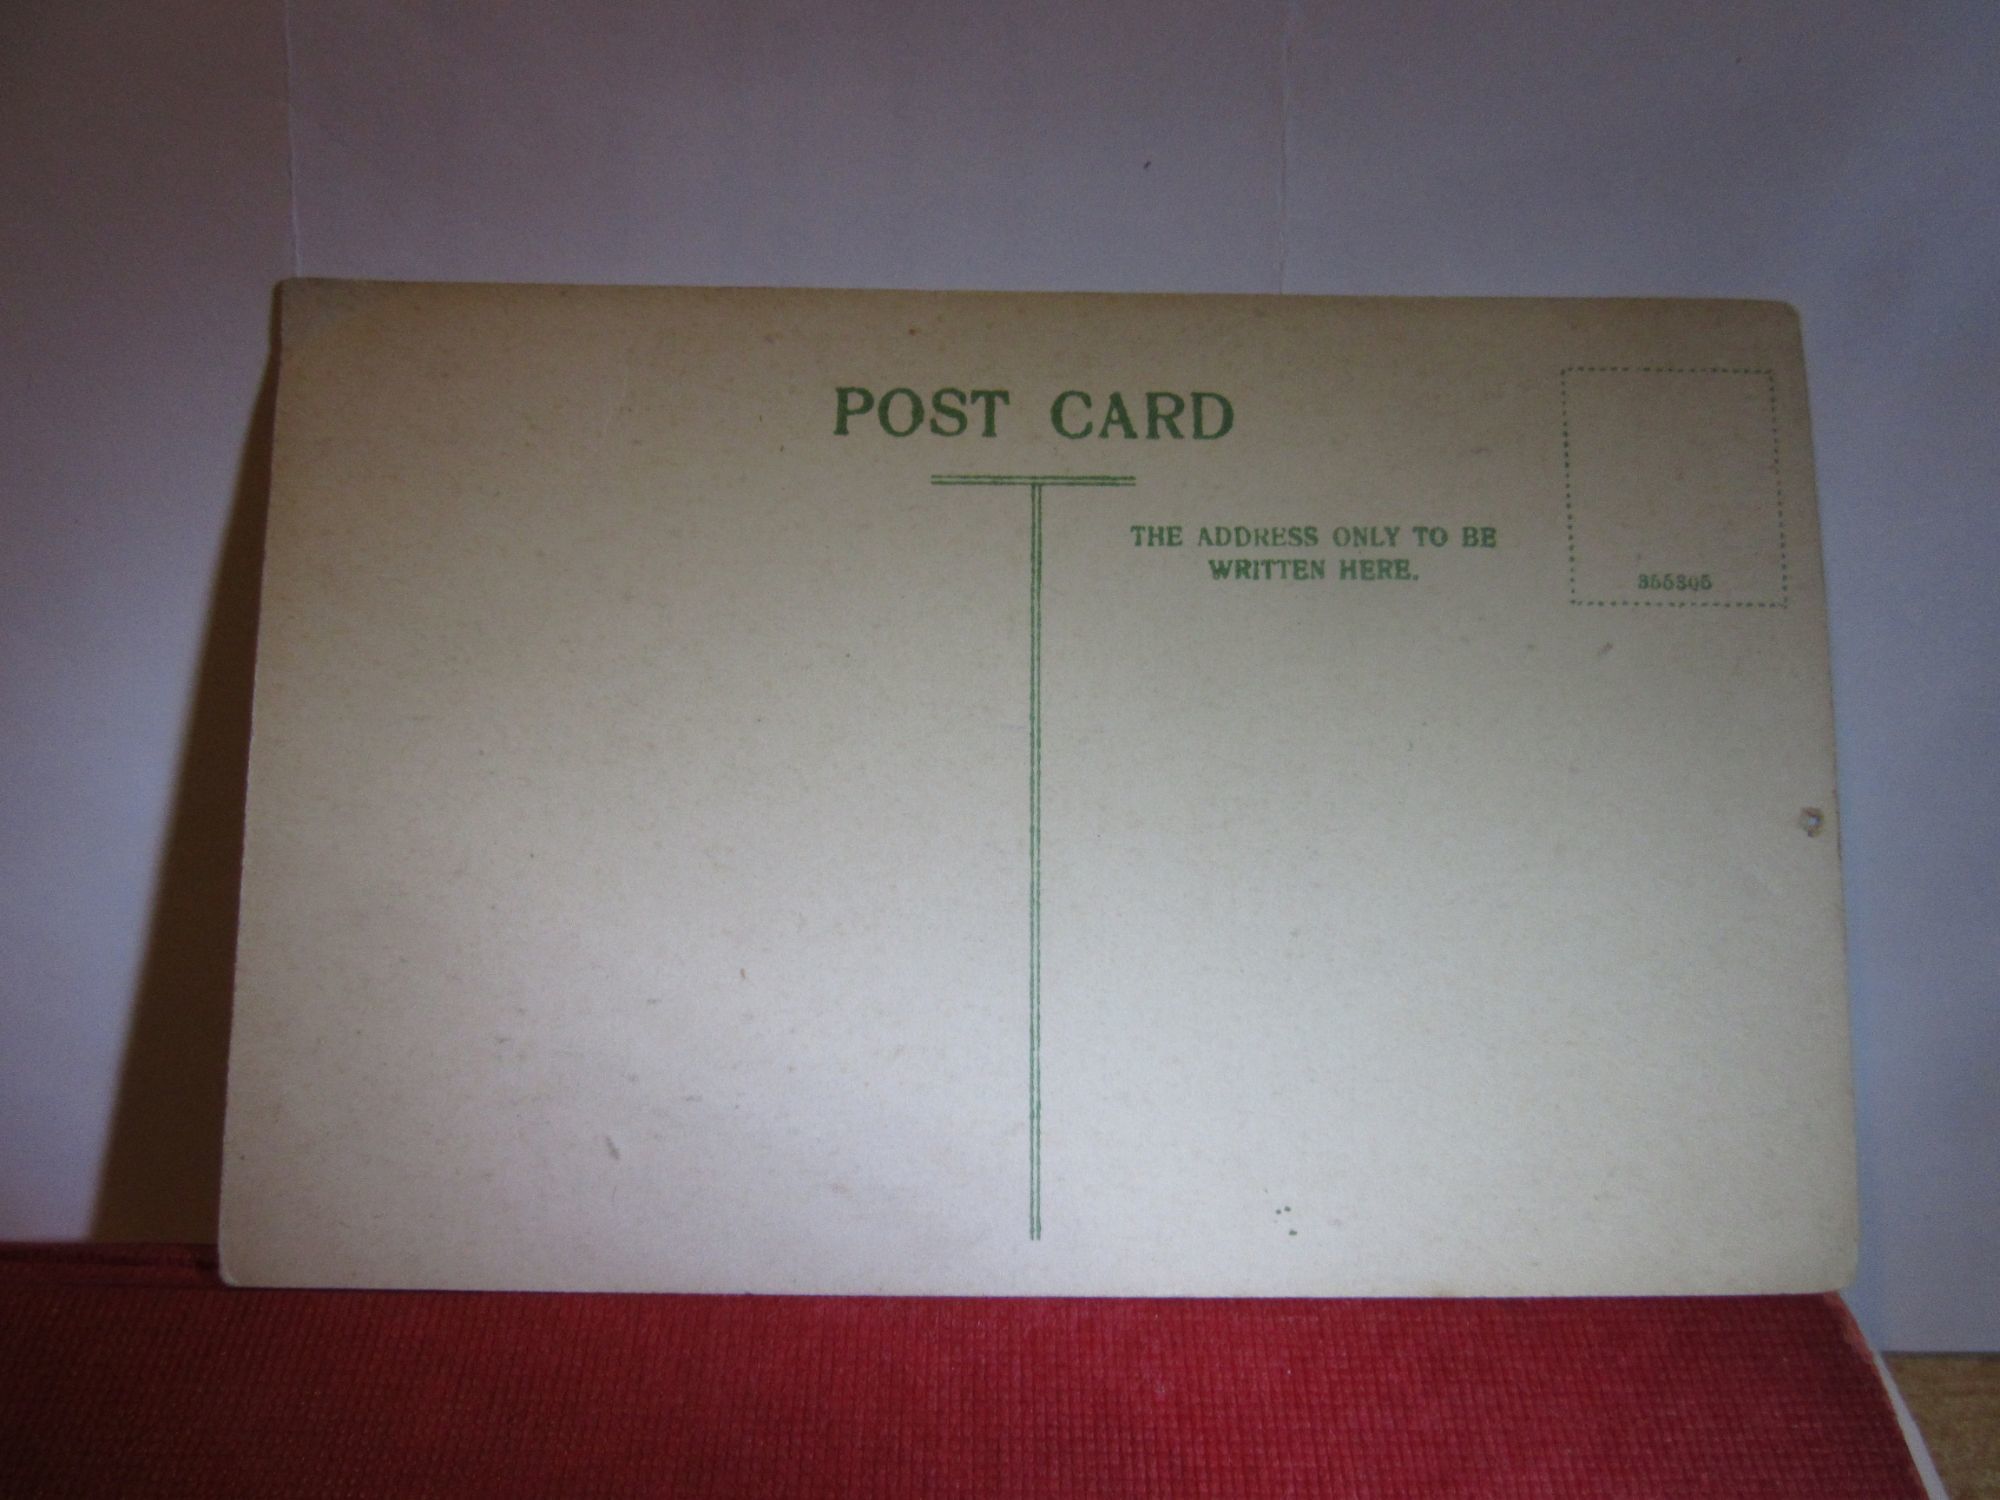 POST CARD
THE ADDRESS ONLY TO BE
WRITTEN HERE.